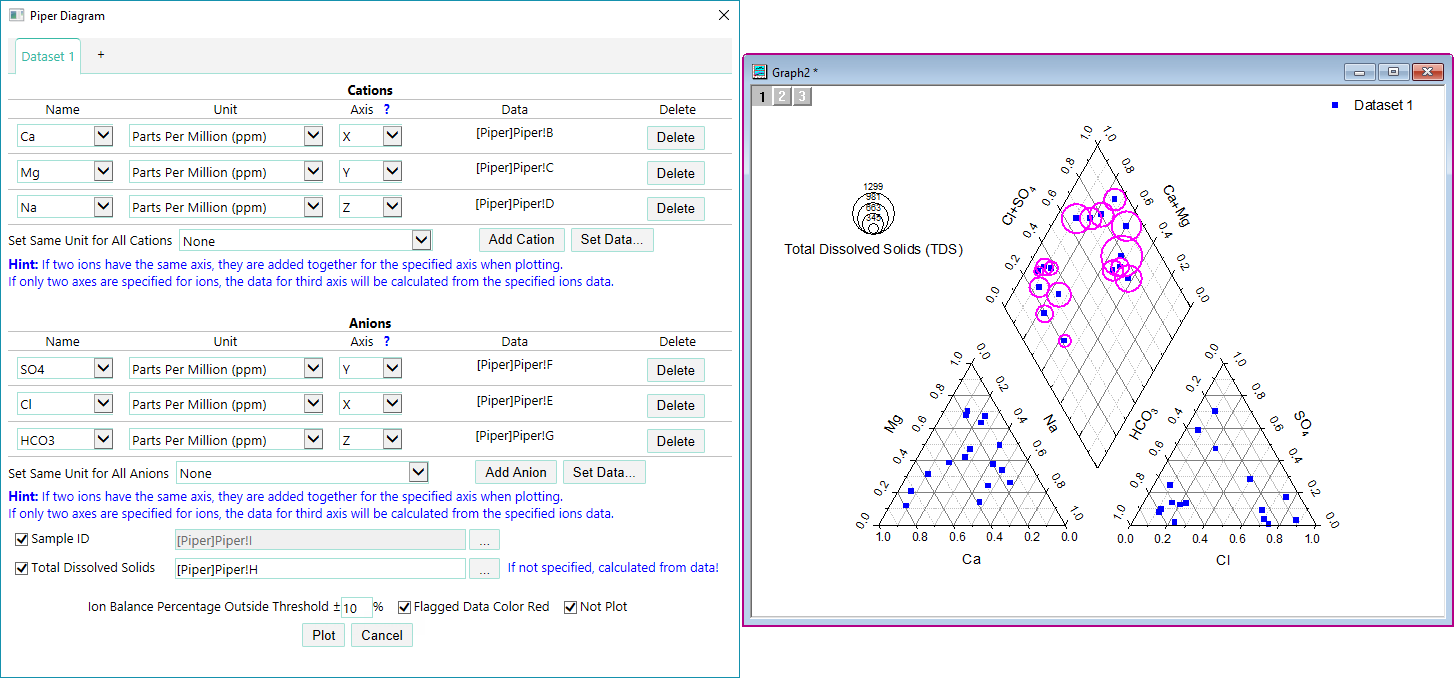 Piper Diagram
Dataset 1 +
Cations
Name Unit Axis ? Data Delete
Ca Parts Per Million (ppm) X [Piper]Piper!B Delete
Mg Parts Per Million (ppm) Y [Piper]Piper!C Delete
Na Parts Per Million (ppm) Z [Piper]Piper!D Delete
Set Same Unit for All Cations None Add Cation Set Data...
Hint: If two ions have the same axis, they are added together for the specified axis when plotting.
If only two axes are specified for ions, the data for third axis will be calculated from the specified ions data.
Anions
Name Unit Axis ? Data Delete
SO4 Parts Per Million (ppm) Y [Piper]Piper!F Delete
Cl Parts Per Million (ppm) X [Piper]Piper!E Delete
HCO3 Parts Per Million (ppm) Z [Piper]Piper!G Delete
Set Same Unit for All Anions None Add Anion Set Data...
Hint: If two ions have the same axis, they are added together for the specified axis when plotting.
If only two axes are specified for ions, the data for third axis will be calculated from the specified ions data.
Sample ID [Piper]Piper!I ...
Total Dissolved Solids [Piper]Piper!H ... If not specified, calculated from data!
Ion Balance Percentage Outside Threshold ± 10 % Flagged Data Color Red Not Plot
Plot Cancel
Graph2 *
1 2 3
Dataset 1
1299
981
663
345
Total Dissolved Solids (TDS)
Cl+SO₄
0.0 0.2 0.4 0.6 0.8 1.0
Ca+Mg
1.0 0.8 0.6 0.4 0.2 0.0
Mg
0.0 0.2 0.4 0.6 0.8 1.0
Na
0.0 0.2 0.4 0.6 0.8 1.0
1.0 0.8 0.6 0.4 0.2 0.0
Ca
HCO₃
1.0 0.8 0.6 0.4 0.2 0.0
SO₄
1.0 0.8 0.6 0.4 0.2 0.0
0.0 0.2 0.4 0.6 0.8 1.0
Cl